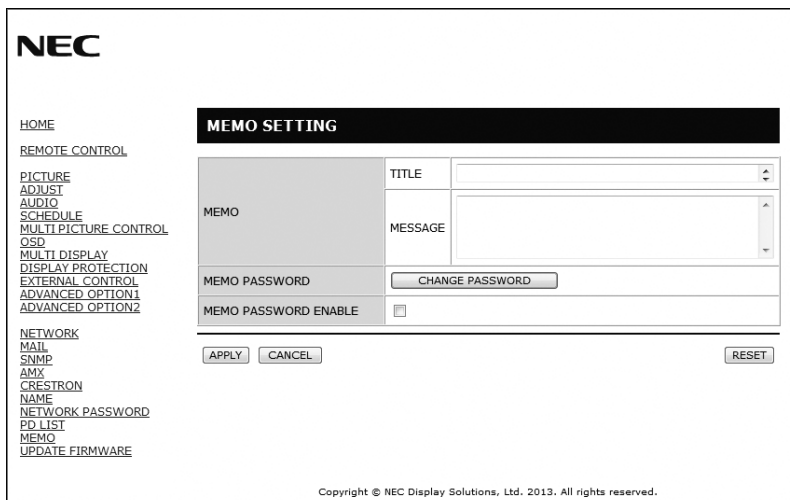 NEC
HOME
REMOTE CONTROL
PICTURE
ADJUST
AUDIO
SCHEDULE
MULTI PICTURE CONTROL
OSD
MULTI DISPLAY
DISPLAY PROTECTION
EXTERNAL CONTROL
ADVANCED OPTION1
ADVANCED OPTION2
NETWORK
MAIL
SNMP
AMX
CRESTRON
NAME
NETWORK PASSWORD
PD LIST
MEMO
UPDATE FIRMWARE
MEMO SETTING
MEMO
TITLE
MESSAGE
MEMO PASSWORD
CHANGE PASSWORD
MEMO PASSWORD ENABLE
APPLY CANCEL RESET
Copyright © NEC Display Solutions, Ltd. 2013. All rights reserved.